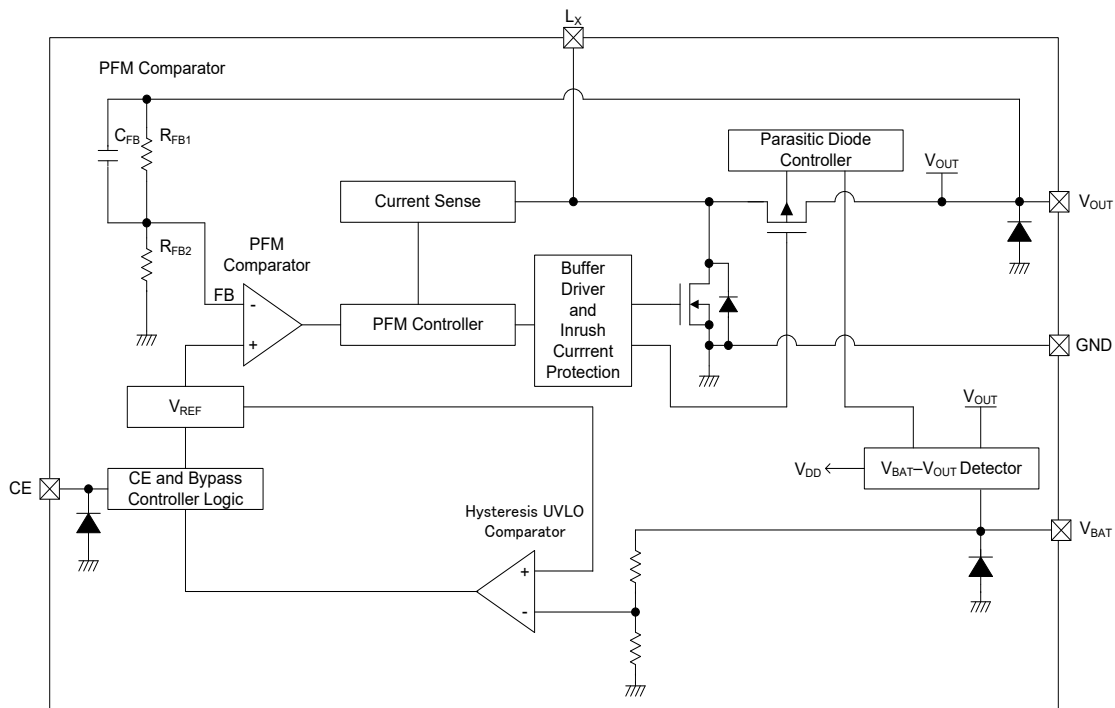 LX
PFM Comparator
CFB
RFB1
Parasitic Diode
Controller
VOUT
Current Sense
VOUT
RFB2
PFM
Comparator
Buffer
Driver
and
Inrush
Currrent
Protection
FB
-
+
PFM Controller
GND
VREF
VOUT
CE
CE and Bypass
Controller Logic
VDD
VBAT–VOUT Detector
Hysteresis UVLO
Comparator
VBAT
+
-